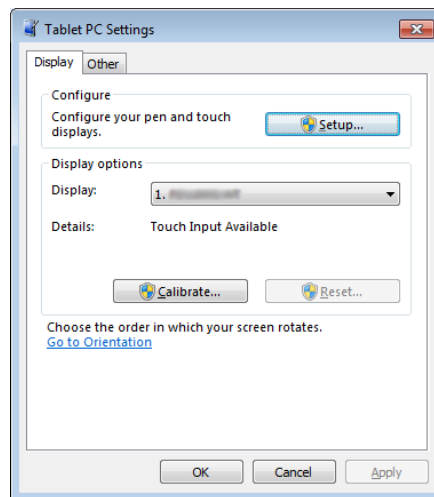 Tablet PC Settings
Display
Other
Configure
Configure your pen and touch
displays.
Setup...
Display options
Display:
1.
Details:
Touch Input Available
Calibrate...
Reset...
Choose the order in which your screen rotates.
Go to Orientation
OK
Cancel
Apply